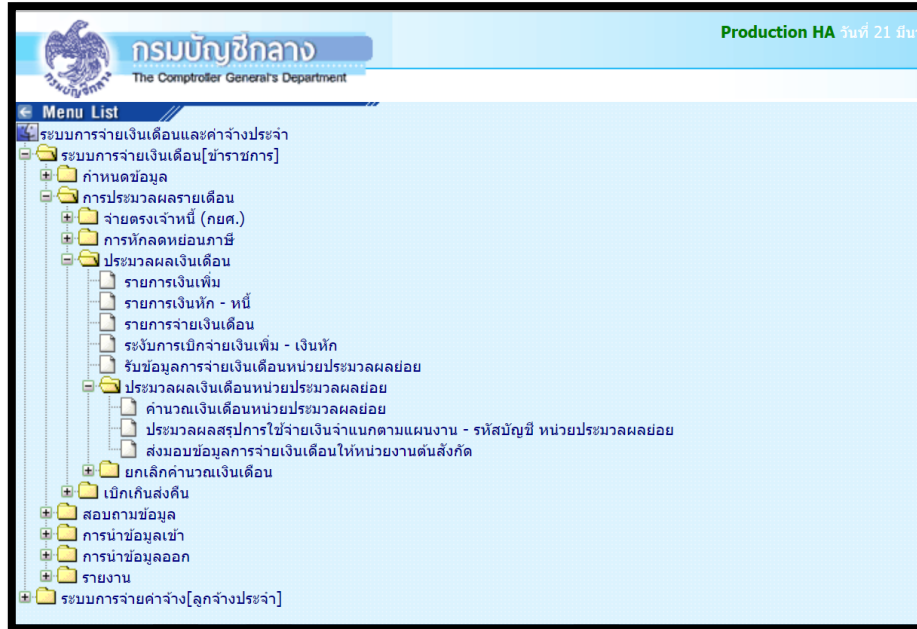 Production HA วันที่ 21 มีน
กรมบัญชีกลาง
The Comptroller General's Department
กรมบัญชีกลาง
Menu List
ระบบการจ่ายเงินเดือนและค่าจ้างประจำ
ระบบการจ่ายเงินเดือน[ข้าราชการ]
กำหนดข้อมูล
การประมวลผลรายเดือน
จ่ายตรงเจ้าหนี้ (กยศ.)
การหักลดหย่อนภาษี
ประมวลผลเงินเดือน
รายการเงินเพิ่ม
รายการเงินหัก - หนี้
รายการจ่ายเงินเดือน
ระงับการเบิกจ่ายเงินเพิ่ม - เงินหัก
รับข้อมูลการจ่ายเงินเดือนหน่วยประมวลผลย่อย
ประมวลผลเงินเดือนหน่วยประมวลผลย่อย
คำนวณเงินเดือนหน่วยประมวลผลย่อย
ประมวลผลสรุปการใช้จ่ายเงินจำแนกตามแผนงาน - รหัสบัญชี หน่วยประมวลผลย่อย
ส่งมอบข้อมูลการจ่ายเงินเดือนให้หน่วยงานต้นสังกัด
ยกเลิกคำนวณเงินเดือน
เบิกเกินส่งคืน
สอบถามข้อมูล
การนำข้อมูลเข้า
การนำข้อมูลออก
รายงาน
ระบบการจ่ายค่าจ้าง[ลูกจ้างประจำ]